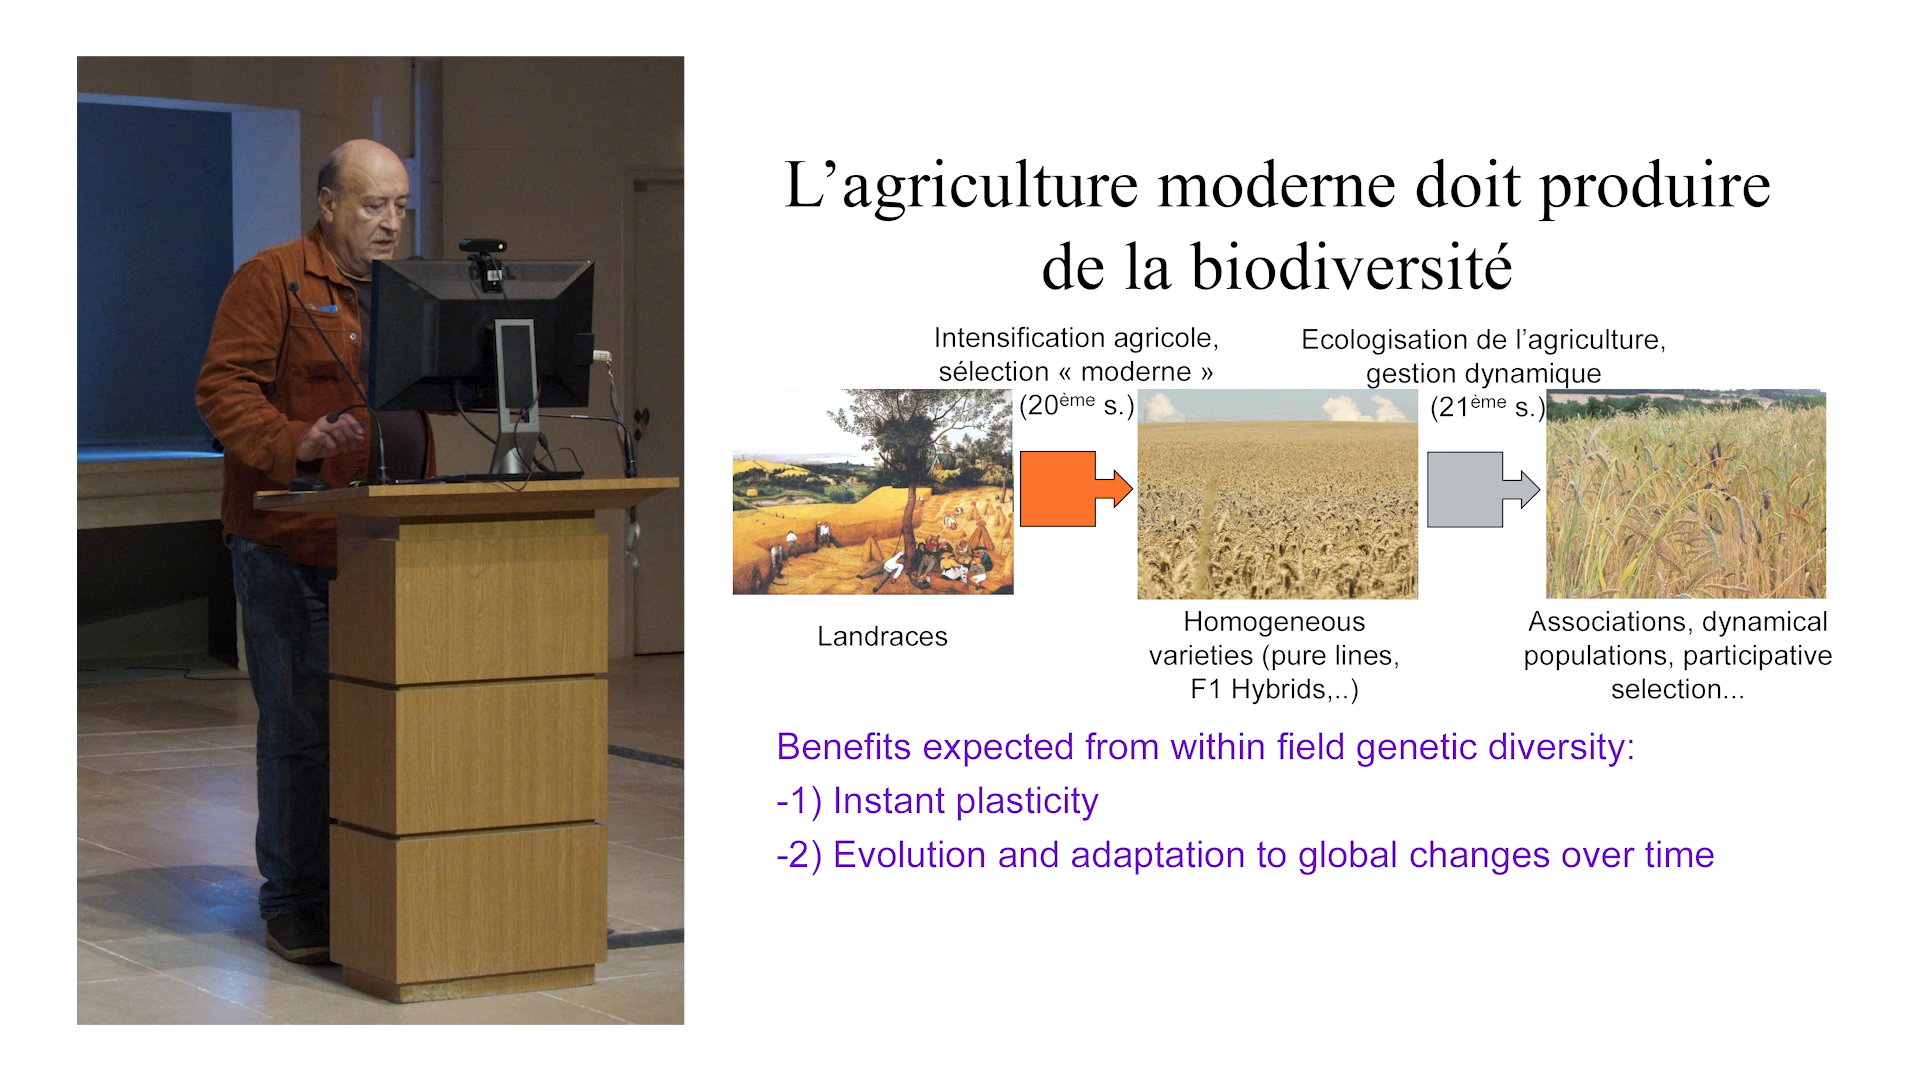 L’agriculture moderne doit produire
de la biodiversité
Intensification agricole,
sélection « moderne »
(20ème s.)
Ecologisation de l’agriculture,
gestion dynamique
(21ème s.)
Landraces
Homogeneous
varieties (pure lines,
F1 Hybrids,..)
Associations, dynamical
populations, participative
selection...
Benefits expected from within field genetic diversity:
-1) Instant plasticity
-2) Evolution and adaptation to global changes over time